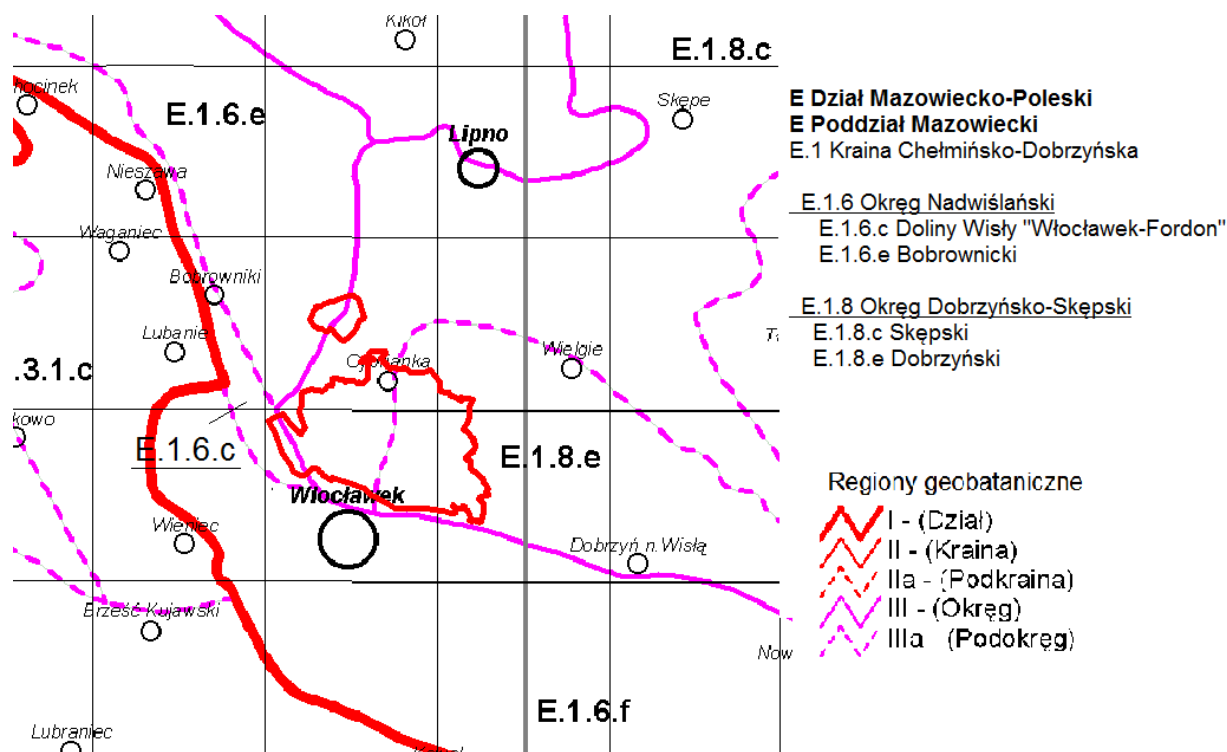 Kikoł
E.1.8.c
hocinek
E.1.6.e
Skępe
Lipno
Nieszawa
Waganiec
Bobrowniki
Lubanie
Cyprianka
Wielgie
.3.1.c
kowo
E.1.6.c
E.1.8.e
Włocławek
Wieniec
Dobrzyń n.Wisłą
Brześć Kujawski
Now
E.1.6.f
Lubraniec
E Dział Mazowiecko-Poleski
E Poddział Mazowiecki
E.1 Kraina Chełmińsko-Dobrzyńska
E.1.6 Okręg Nadwiślański
E.1.6.c Doliny Wisły "Włocławek-Fordon"
E.1.6.e Bobrownicki
E.1.8 Okręg Dobrzyńsko-Skępski
E.1.8.c Skępski
E.1.8.e Dobrzyński
Regiony geobataniczne
I - (Dział)
II - (Kraina)
IIa - (Podkraina)
III - (Okręg)
IIIa (Podokręg)